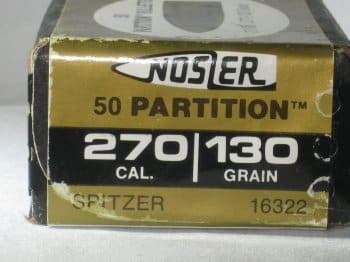 NOSLER
50 PARTITION™
270 130
CAL. GRAIN
SPITZER 16322